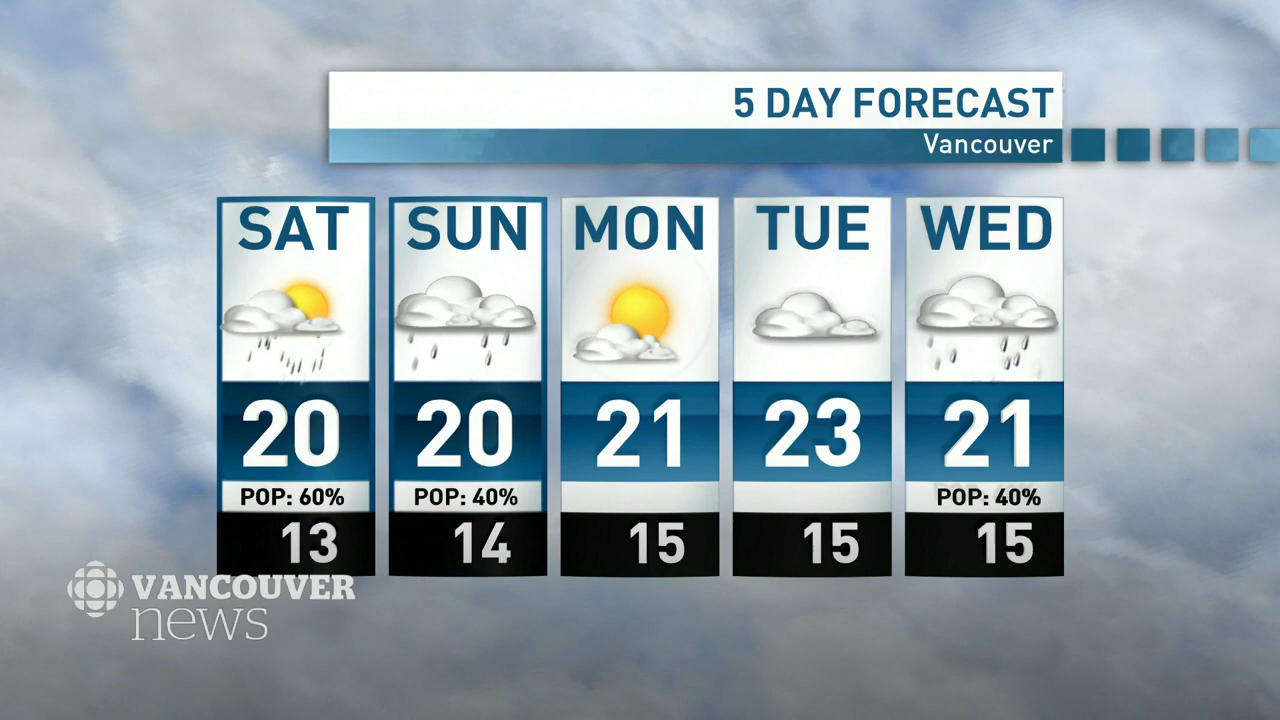 5 DAY FORECAST
Vancouver
SAT SUN MON TUE WED
20 20 21 23 21
POP: 60% POP: 40% POP: 40%
13 14 15 15 15
VANCOUVER
news